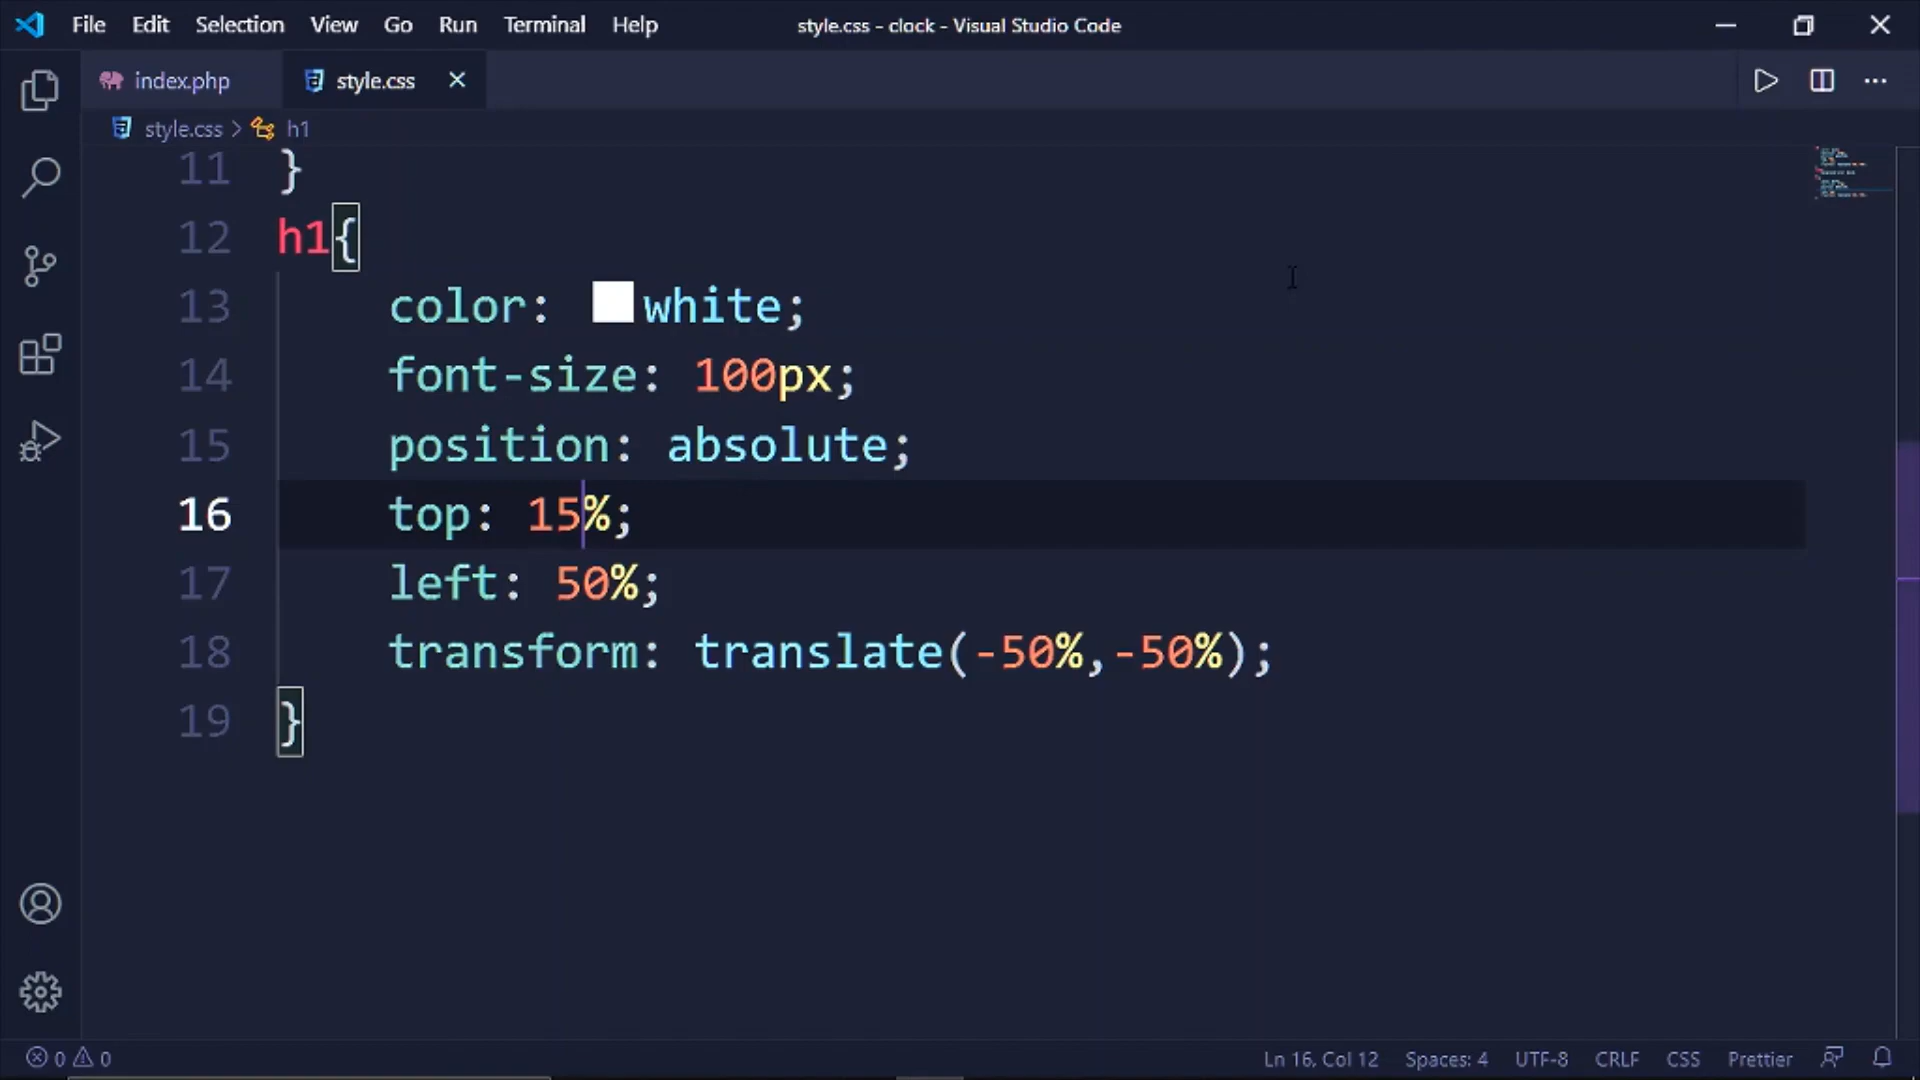 File Edit Selection View Go Run Terminal Help style.css - clock - Visual Studio Code
index.php style.css
style.css > h1
11 }
12 h1{
13 color: white;
14 font-size: 100px;
15 position: absolute;
16 top: 15%;
17 left: 50%;
18 transform: translate(-50%,-50%);
19 }
0 0 Ln 16, Col 12 Spaces: 4 UTF-8 CRLF CSS Prettier